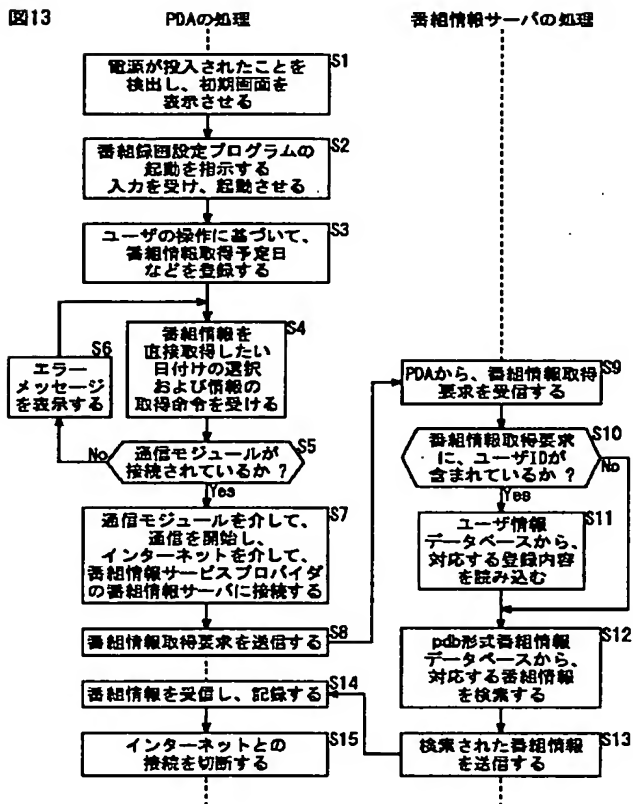 図13
PDAの処理
番組情報サーバの処理
S1
電源が投入されたことを
検出し、初期画面を
表示させる
S2
番組録画設定プログラムの
起動を指示する
入力を受け、起動させる
S3
ユーザの操作に基づいて、
番組情報取得予定日
などを登録する
S4
番組情報を
直接取得したい
日付けの選択
および情報の
取得命令を受ける
S6
エラー
メッセージ
を表示する
S5
通信モジュールが
接続されているか？
No
Yes
S7
通信モジュールを介して、
通信を開始し、
インターネットを介して、
番組情報サービスプロバイダ
の番組情報サーバに接続する
S8
番組情報取得要求を送信する
S9
PDAから、番組情報取得
要求を受信する
S10
番組情報取得要求
に、ユーザIDが
含まれているか？
No
Yes
S11
ユーザ情報
データベースから、
対応する登録内容
を読み込む
S12
pdb形式番組情報
データベースから、
対応する番組情報
を検索する
S13
検索された番組情報
を送信する
S14
番組情報を受信し、記録する
S15
インターネットとの
接続を切断する